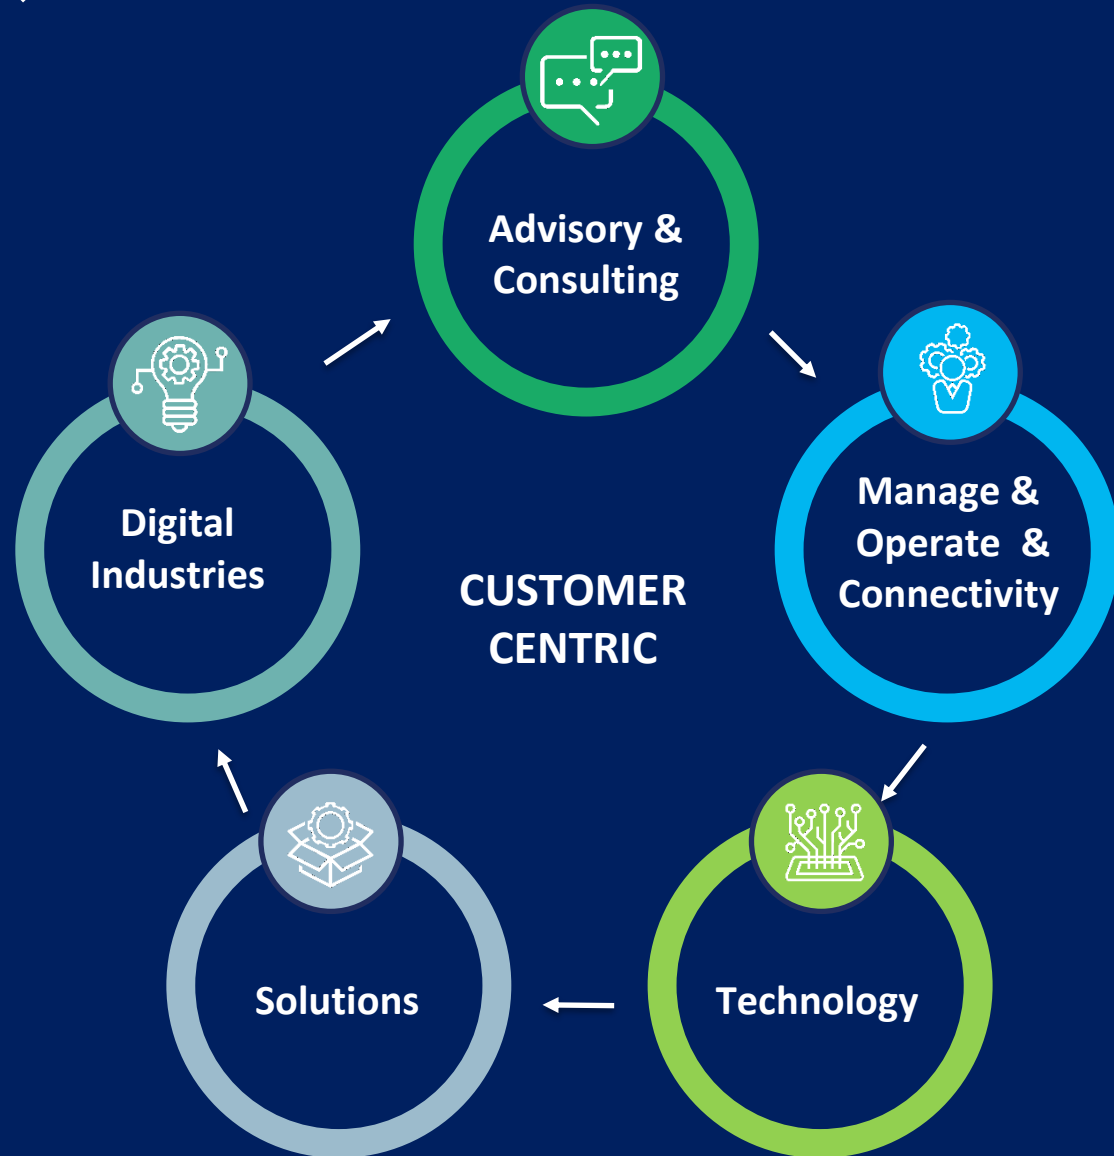 Advisory &
Consulting
Manage &
Operate &
Connectivity
Digital
Industries
CUSTOMER
CENTRIC
Solutions
Technology